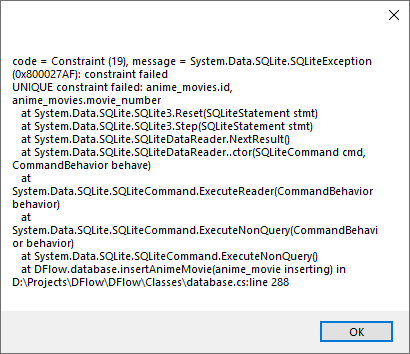 code = Constraint (19), message = System.Data.SQLite.SQLiteException
(0x800027AF): constraint failed
UNIQUE constraint failed: anime_movies.id,
anime_movies.movie_number
at System.Data.SQLite.SQLite3.Reset(SQLiteStatement stmt)
at System.Data.SQLite.SQLite3.Step(SQLiteStatement stmt)
at System.Data.SQLite.SQLiteDataReader.NextResult()
at System.Data.SQLite.SQLiteDataReader..ctor(SQLiteCommand cmd,
CommandBehavior behave)
at
System.Data.SQLite.SQLiteCommand.ExecuteReader(CommandBehavior
behavior)
at
System.Data.SQLite.SQLiteCommand.ExecuteNonQuery(CommandBehavi
or behavior)
at System.Data.SQLite.SQLiteCommand.ExecuteNonQuery()
at DFlow.database.insertAnimeMovie(anime_movie inserting) in
D:\Projects\DFlow\DFlow\Classes\database.cs:line 288
OK